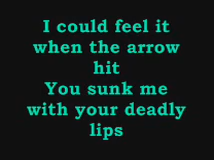 I could feel it
when the arrow
hit
You sunk me
with your deadly
lips